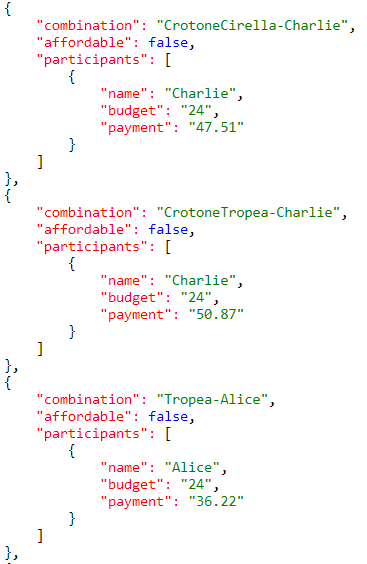 {
    "combination": "CrotoneCirella-Charlie",
    "affordable": false,
    "participants": [
        {
            "name": "Charlie",
            "budget": "24",
            "payment": "47.51"
        }
    ]
},
{
    "combination": "CrotoneTropea-Charlie",
    "affordable": false,
    "participants": [
        {
            "name": "Charlie",
            "budget": "24",
            "payment": "50.87"
        }
    ]
},
{
    "combination": "Tropea-Alice",
    "affordable": false,
    "participants": [
        {
            "name": "Alice",
            "budget": "24",
            "payment": "36.22"
        }
    ]
},